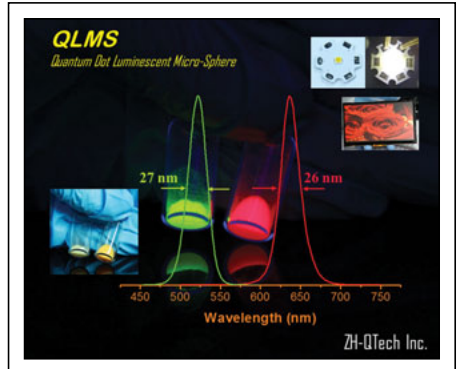 QLMS
Quantum Dot Luminescent Micro-Sphere
27 nm
26 nm
450 500 550 600 650 700 750
Wavelength (nm)
ZH-QTech Inc.